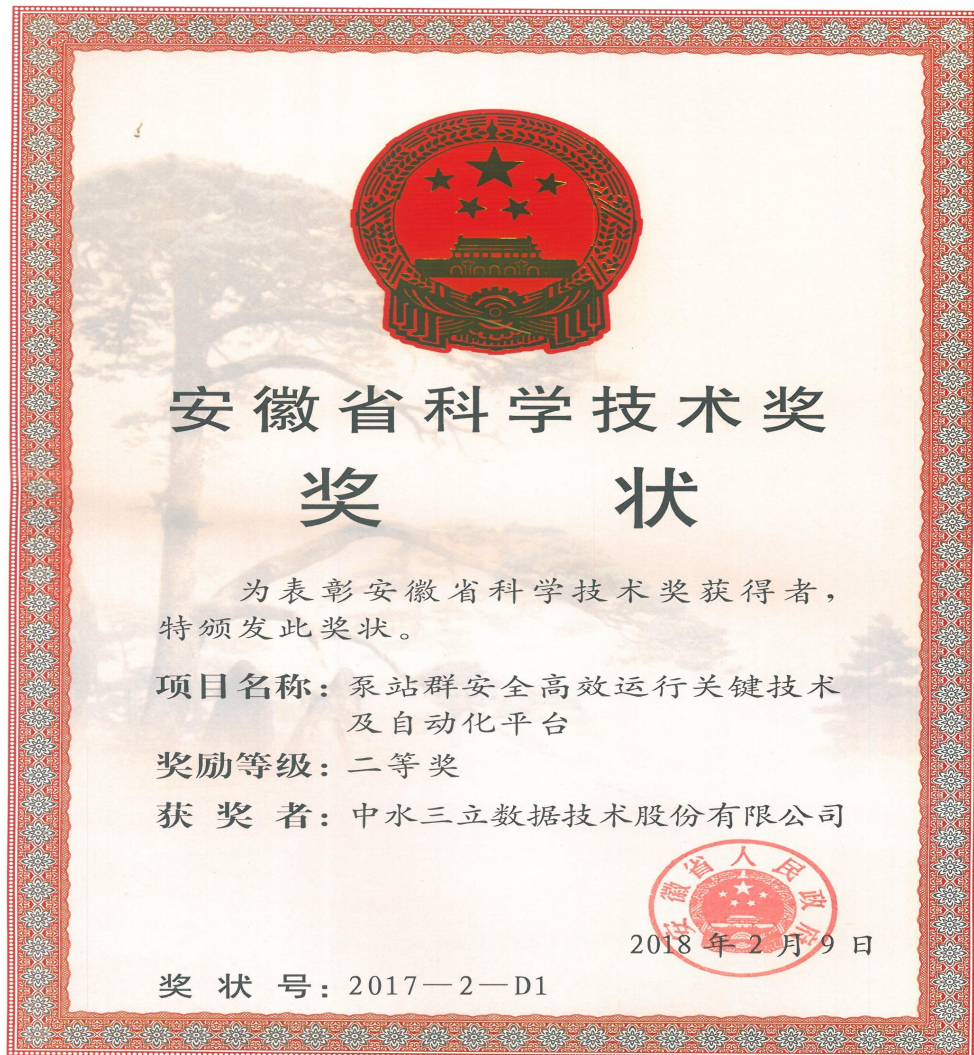 安徽省科学技术奖
奖 状
为表彰安徽省科学技术奖获得者，
特颁发此奖状。
项目名称：泵站群安全高效运行关键技术
及自动化平台
奖励等级：二等奖
获 奖 者：中水三立数据技术股份有限公司
安徽省人民政府
2018 年 2 月 9 日
奖 状 号：2017—2—D1